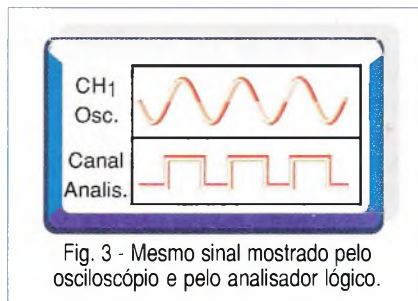 CH1
Osc.
Canal
Analis.
Fig. 3 - Mesmo sinal mostrado pelo
osciloscópio e pelo analisador lógico.